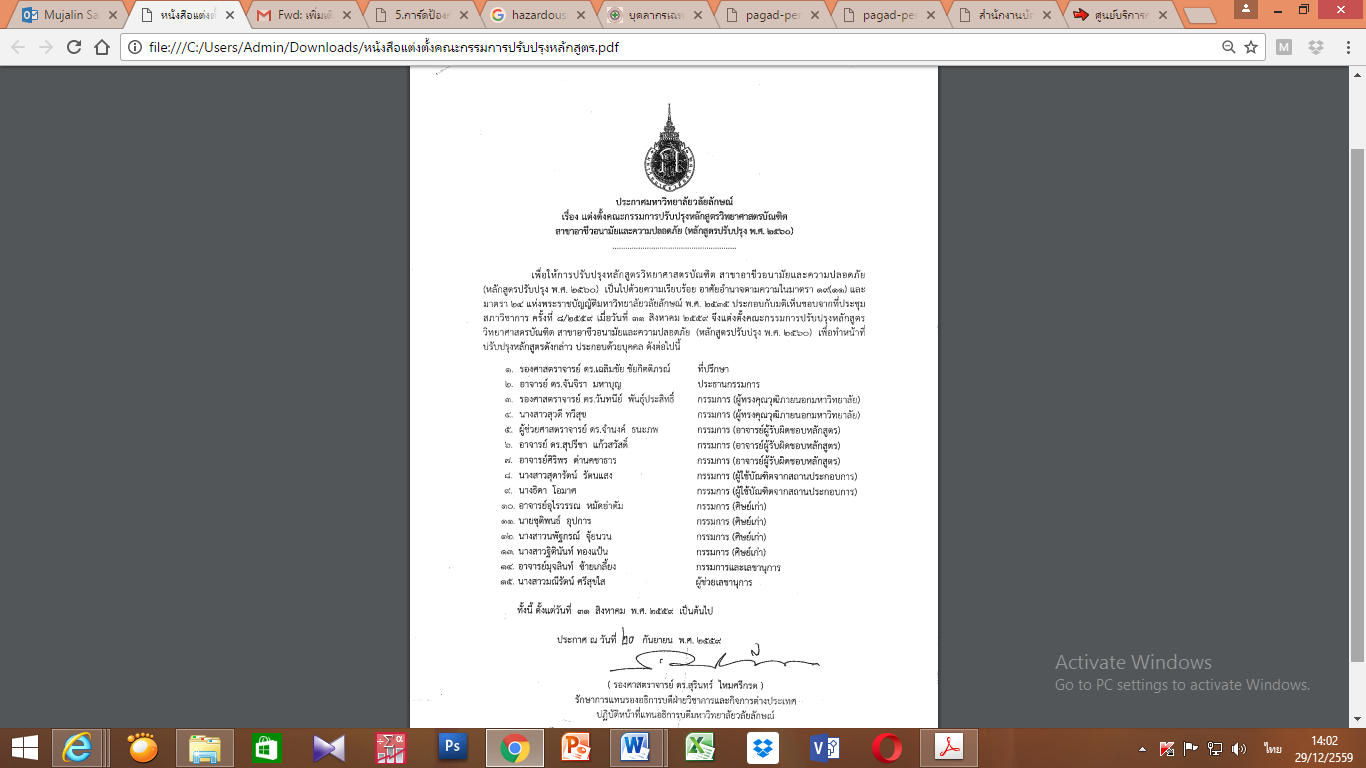 Mujalin Sa
หนังสือแต่งตั้
Fwd: เพิ่มเติ
5.การ์ดป้อง
hazardous
บุคลากรเฉพ
pagad-per
pagad-per
สำนักงานบั
ศูนย์บริการ
file:///C:/Users/Admin/Downloads/หนังสือแต่งตั้งคณะกรรมการปรับปรุงหลักสูตร.pdf
ประกาศมหาวิทยาลัยวลัยลักษณ์
เรื่อง แต่งตั้งคณะกรรมการปรับปรุงหลักสูตรวิทยาศาสตรบัณฑิต
สาขาอาชีวอนามัยและความปลอดภัย (หลักสูตรปรับปรุง พ.ศ. ๒๕๖๐)
เพื่อให้การปรับปรุงหลักสูตรวิทยาศาสตรบัณฑิต สาขาอาชีวอนามัยและความปลอดภัย
(หลักสูตรปรับปรุง พ.ศ. ๒๕๖๐) เป็นไปด้วยความเรียบร้อย อาศัยอำนาจตามความในมาตรา ๑๙(๑๑) และ
มาตรา ๒๔ แห่งพระราชบัญญัติมหาวิทยาลัยวลัยลักษณ์ พ.ศ. ๒๕๓๕ ประกอบกับมติเห็นชอบจากที่ประชุม
สภาวิชาการ ครั้งที่ ๘/๒๕๕๙ เมื่อวันที่ ๓๑ สิงหาคม ๒๕๕๙ จึงแต่งตั้งคณะกรรมการปรับปรุงหลักสูตร
วิทยาศาสตรบัณฑิต สาขาอาชีวอนามัยและความปลอดภัย (หลักสูตรปรับปรุง พ.ศ. ๒๕๖๐) เพื่อทำหน้าที่
ปรับปรุงหลักสูตรดังกล่าว ประกอบด้วยบุคคล ดังต่อไปนี้
๑. รองศาสตราจารย์ ดร.เฉลิมชัย ชัยกิตติภรณ์ ที่ปรึกษา
๒. อาจารย์ ดร.จันจิรา มหาบุญ ประธานกรรมการ
๓. รองศาสตราจารย์ ดร.วันทนีย์ พันธุ์ประสิทธิ์ กรรมการ (ผู้ทรงคุณวุฒิภายนอกมหาวิทยาลัย)
๔. นางสาวสุวดี ทวีสุข กรรมการ (ผู้ทรงคุณวุฒิภายนอกมหาวิทยาลัย)
๕. ผู้ช่วยศาสตราจารย์ ดร.จำนงค์ ธนะภพ กรรมการ (อาจารย์ผู้รับผิดชอบหลักสูตร)
๖. อาจารย์ ดร.สุปรีชา แก้วสวัสดิ์ กรรมการ (อาจารย์ผู้รับผิดชอบหลักสูตร)
๗. อาจารย์ศิริพร ด่านคชาธาร กรรมการ (อาจารย์ผู้รับผิดชอบหลักสูตร)
๘. นางสาวสุดารัตน์ รัตนแสง กรรมการ (ผู้ใช้บัณฑิตจากสถานประกอบการ)
๙. นางธิดา โอมาศ กรรมการ (ผู้ใช้บัณฑิตจากสถานประกอบการ)
๑๐. อาจารย์อุไรวรรณ หมัดอ่าดัม กรรมการ (ศิษย์เก่า)
๑๑. นายชุติพนธ์ อุปการ กรรมการ (ศิษย์เก่า)
๑๒. นางสาวนพัฐภรณ์ จุ้ยนวน กรรมการ (ศิษย์เก่า)
๑๓. นางสาวฐิตินันท์ ทองแป้น กรรมการ (ศิษย์เก่า)
๑๔. อาจารย์มุจลินท์ ซ้ายเกลี้ยง กรรมการและเลขานุการ
๑๕. นางสาวมณีรัตน์ ศรีสุขใส ผู้ช่วยเลขานุการ
ทั้งนี้ ตั้งแต่วันที่ ๓๑ สิงหาคม พ.ศ. ๒๕๕๙ เป็นต้นไป
ประกาศ ณ วันที่ ๒๐ กันยายน พ.ศ. ๒๕๕๙
( รองศาสตราจารย์ ดร.สุรินทร์ ไหมศรีกรด )
รักษาการแทนรองอธิการบดีฝ่ายวิชาการและกิจการต่างประเทศ
ปฏิบัติหน้าที่แทนอธิการบดีมหาวิทยาลัยวลัยลักษณ์
Activate Windows
Go to PC settings to activate Windows.
ไทย
14:02
29/12/2559